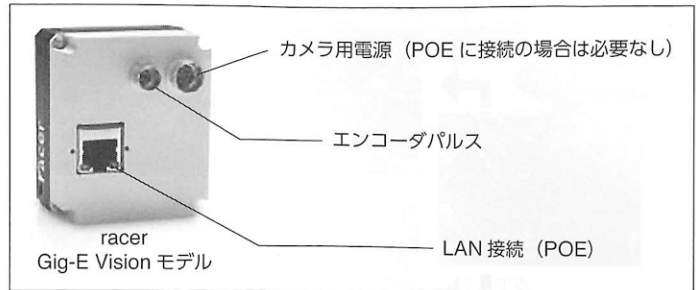 カメラ用電源（POE に接続の場合は必要なし）
エンコーダパルス
racer
LAN 接続（POE）
racer
Gig-E Vision モデル